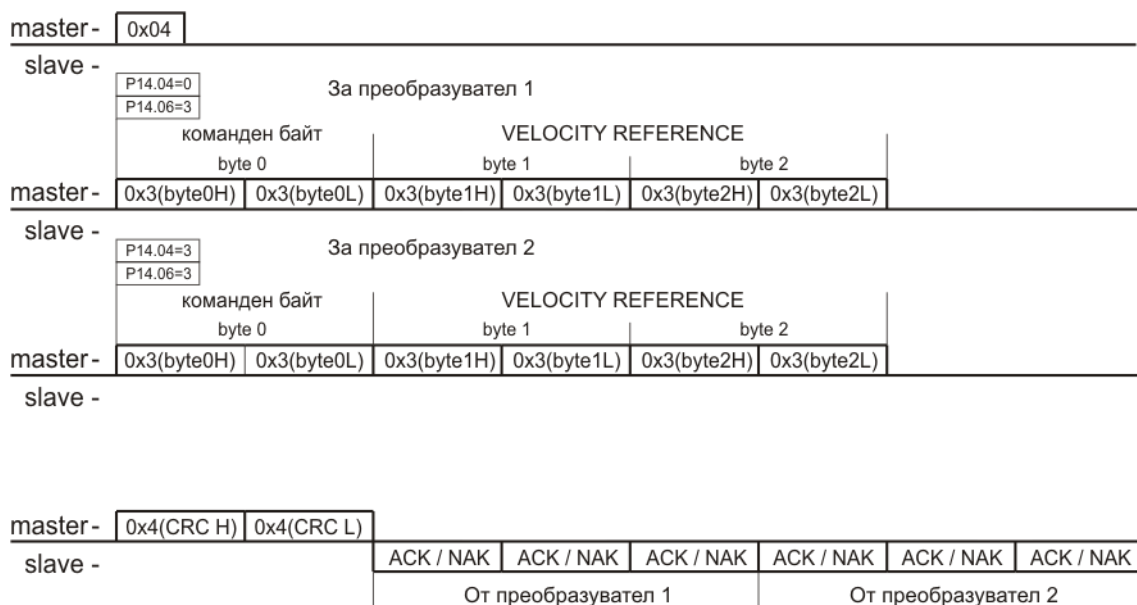 master - 0x04
slave -
P14.04=0
За преобразувател 1
P14.06=3
командeн байт VELOCITY REFERENCE
byte 0 byte 1 byte 2
master - 0x3(byte0H) 0x3(byte0L) 0x3(byte1H) 0x3(byte1L) 0x3(byte2H) 0x3(byte2L)
slave -
P14.04=3
За преобразувател 2
P14.06=3
команден байт VELOCITY REFERENCE
byte 0 byte 1 byte 2
master - 0x3(byte0H) 0x3(byte0L) 0x3(byte1H) 0x3(byte1L) 0x3(byte2H) 0x3(byte2L)
slave -
master - 0x4(CRC H) 0x4(CRC L)
slave - ACK / NAK ACK / NAK ACK / NAK ACK / NAK ACK / NAK ACK / NAK
От преобразувател 1 От преобразувател 2